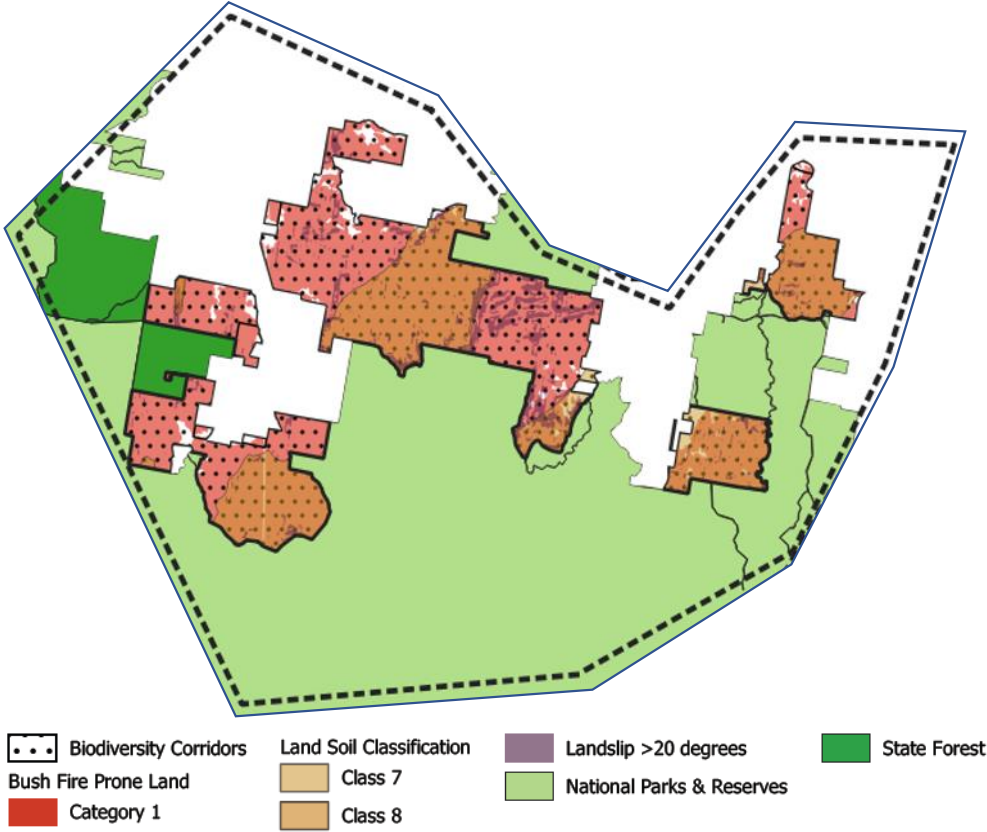 Biodiversity Corridors
Bush Fire Prone Land
Category 1
Land Soil Classification
Class 7
Class 8
Landslip >20 degrees
National Parks & Reserves
State Forest